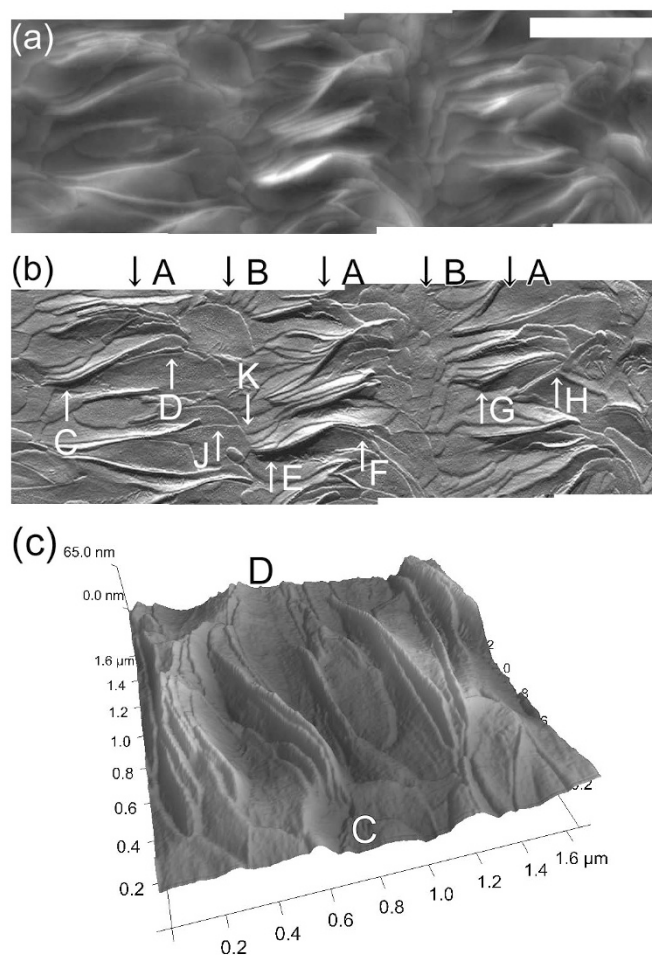 (a)
(b) ↓ A ↓ B ↓ A ↓ B ↓ A
K
C D J E F G H
(c)
65.0 nm
D
0.0 nm
1.6 µm
1.4
1.2
1.0
0.8
0.6
0.4
0.2
C
0.2 0.4 0.6 0.8 1.0 1.2 1.4 1.6 µm